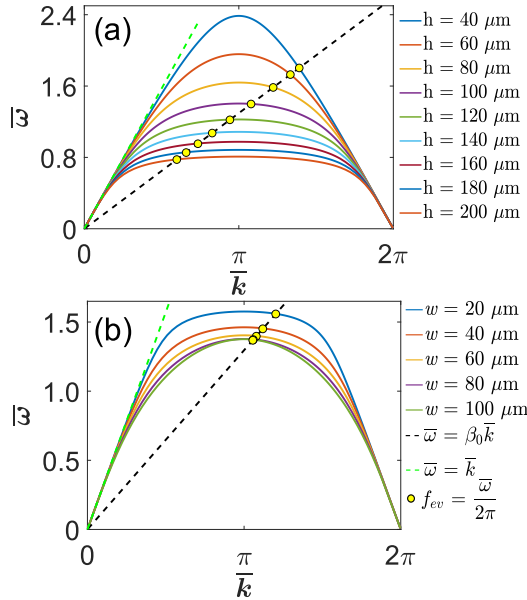 (a)
2.4
1.6
0.8
0
ω̅
0 π 2π
k̅
h = 40 μm
h = 60 μm
h = 80 μm
h = 100 μm
h = 120 μm
h = 140 μm
h = 160 μm
h = 180 μm
h = 200 μm
(b)
1.5
1.0
0.5
0
ω̅
0 π 2π
k̅
w = 20 μm
w = 40 μm
w = 60 μm
w = 80 μm
w = 100 μm
ω̅ = β₀k̅
ω̅ = k̅
f_ev = ω̅/2π